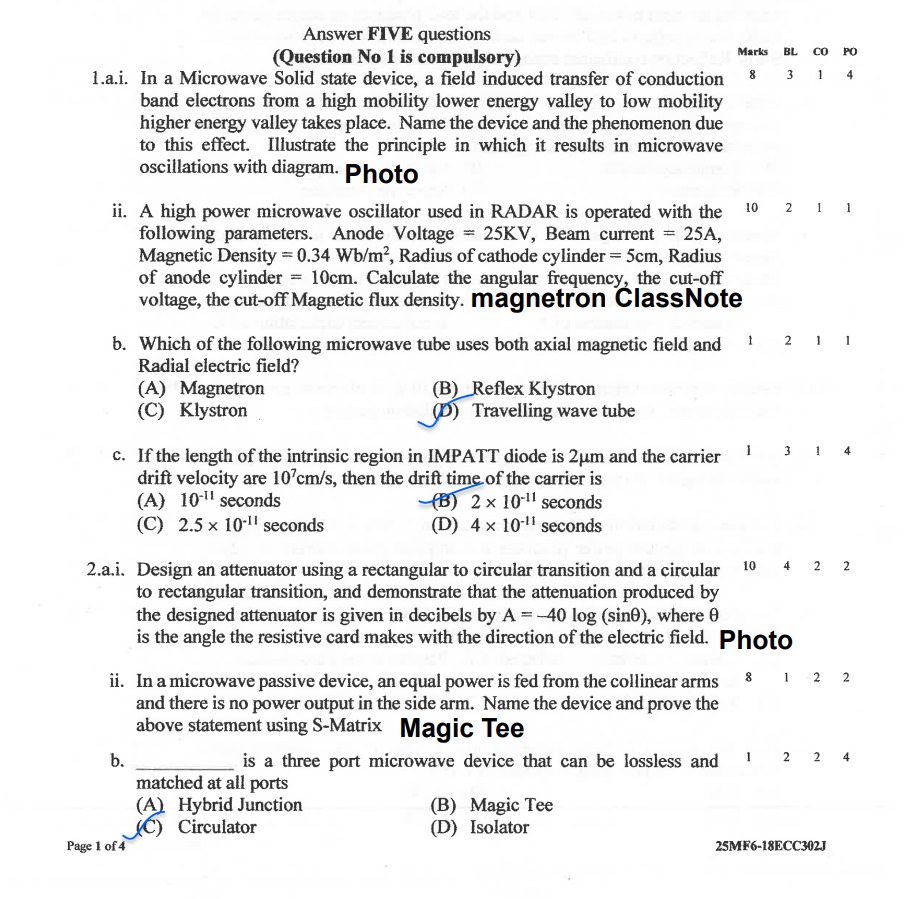 Answer FIVE questions
(Question No 1 is compulsory)
Marks BL CO PO
1.a.i. In a Microwave Solid state device, a field induced transfer of conduction 8 3 1 4
band electrons from a high mobility lower energy valley to low mobility
higher energy valley takes place. Name the device and the phenomenon due
to this effect. Illustrate the principle in which it results in microwave
oscillations with diagram. Photo
ii. A high power microwave oscillator used in RADAR is operated with the 10 2 1 1
following parameters. Anode Voltage = 25KV, Beam current = 25A,
Magnetic Density = 0.34 Wb/m², Radius of cathode cylinder = 5cm, Radius
of anode cylinder = 10cm. Calculate the angular frequency, the cut-off
voltage, the cut-off Magnetic flux density. magnetron ClassNote
b. Which of the following microwave tube uses both axial magnetic field and 1 2 1 1
Radial electric field?
(A) Magnetron (B) Reflex Klystron
(C) Klystron (D) Travelling wave tube
c. If the length of the intrinsic region in IMPATT diode is 2μm and the carrier 1 3 1 4
drift velocity are 10⁷cm/s, then the drift time of the carrier is
(A) 10⁻¹¹ seconds (B) 2 × 10⁻¹¹ seconds
(C) 2.5 × 10⁻¹¹ seconds (D) 4 × 10⁻¹¹ seconds
2.a.i. Design an attenuator using a rectangular to circular transition and a circular 10 4 2 2
to rectangular transition, and demonstrate that the attenuation produced by
the designed attenuator is given in decibels by A = –40 log (sinθ), where θ
is the angle the resistive card makes with the direction of the electric field. Photo
ii. In a microwave passive device, an equal power is fed from the collinear arms 8 1 2 2
and there is no power output in the side arm. Name the device and prove the
above statement using S-Matrix Magic Tee
b. __________ is a three port microwave device that can be lossless and 1 2 2 4
matched at all ports
(A) Hybrid Junction (B) Magic Tee
(C) Circulator (D) Isolator
Page 1 of 4 25MF6-18ECC302J